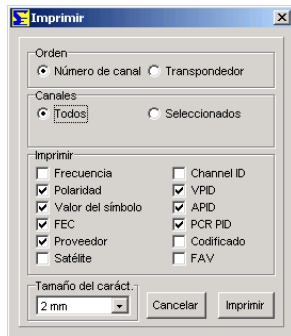 Imprimir
Orden
Número de canal Transpondedor
Canales
Todos Seleccionados
Imprimir
Frecuencia Channel ID
Polaridad VPID
Valor del símbolo APID
FEC PCR PID
Proveedor Codificado
Satélite FAV
Tamaño del caráct.
2 mm Cancelar Imprimir